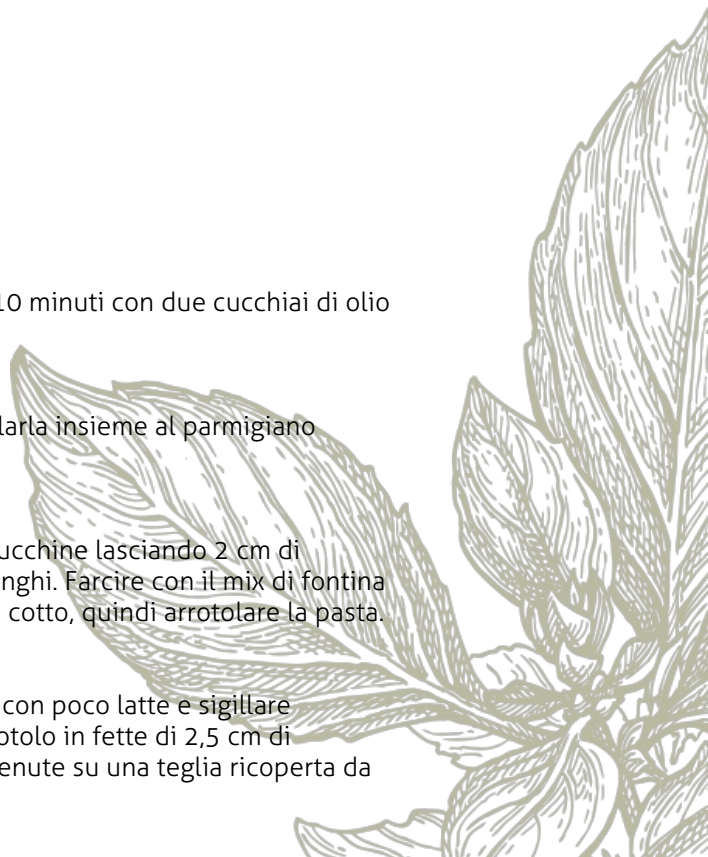 10 minuti con due cucchiai di olio
larla insieme al parmigiano
ucchine lasciando 2 cm di
nghi. Farcire con il mix di fontina
cotto, quindi arrotolare la pasta.
con poco latte e sigillare
otolo in fette di 2,5 cm di
enute su una teglia ricoperta da